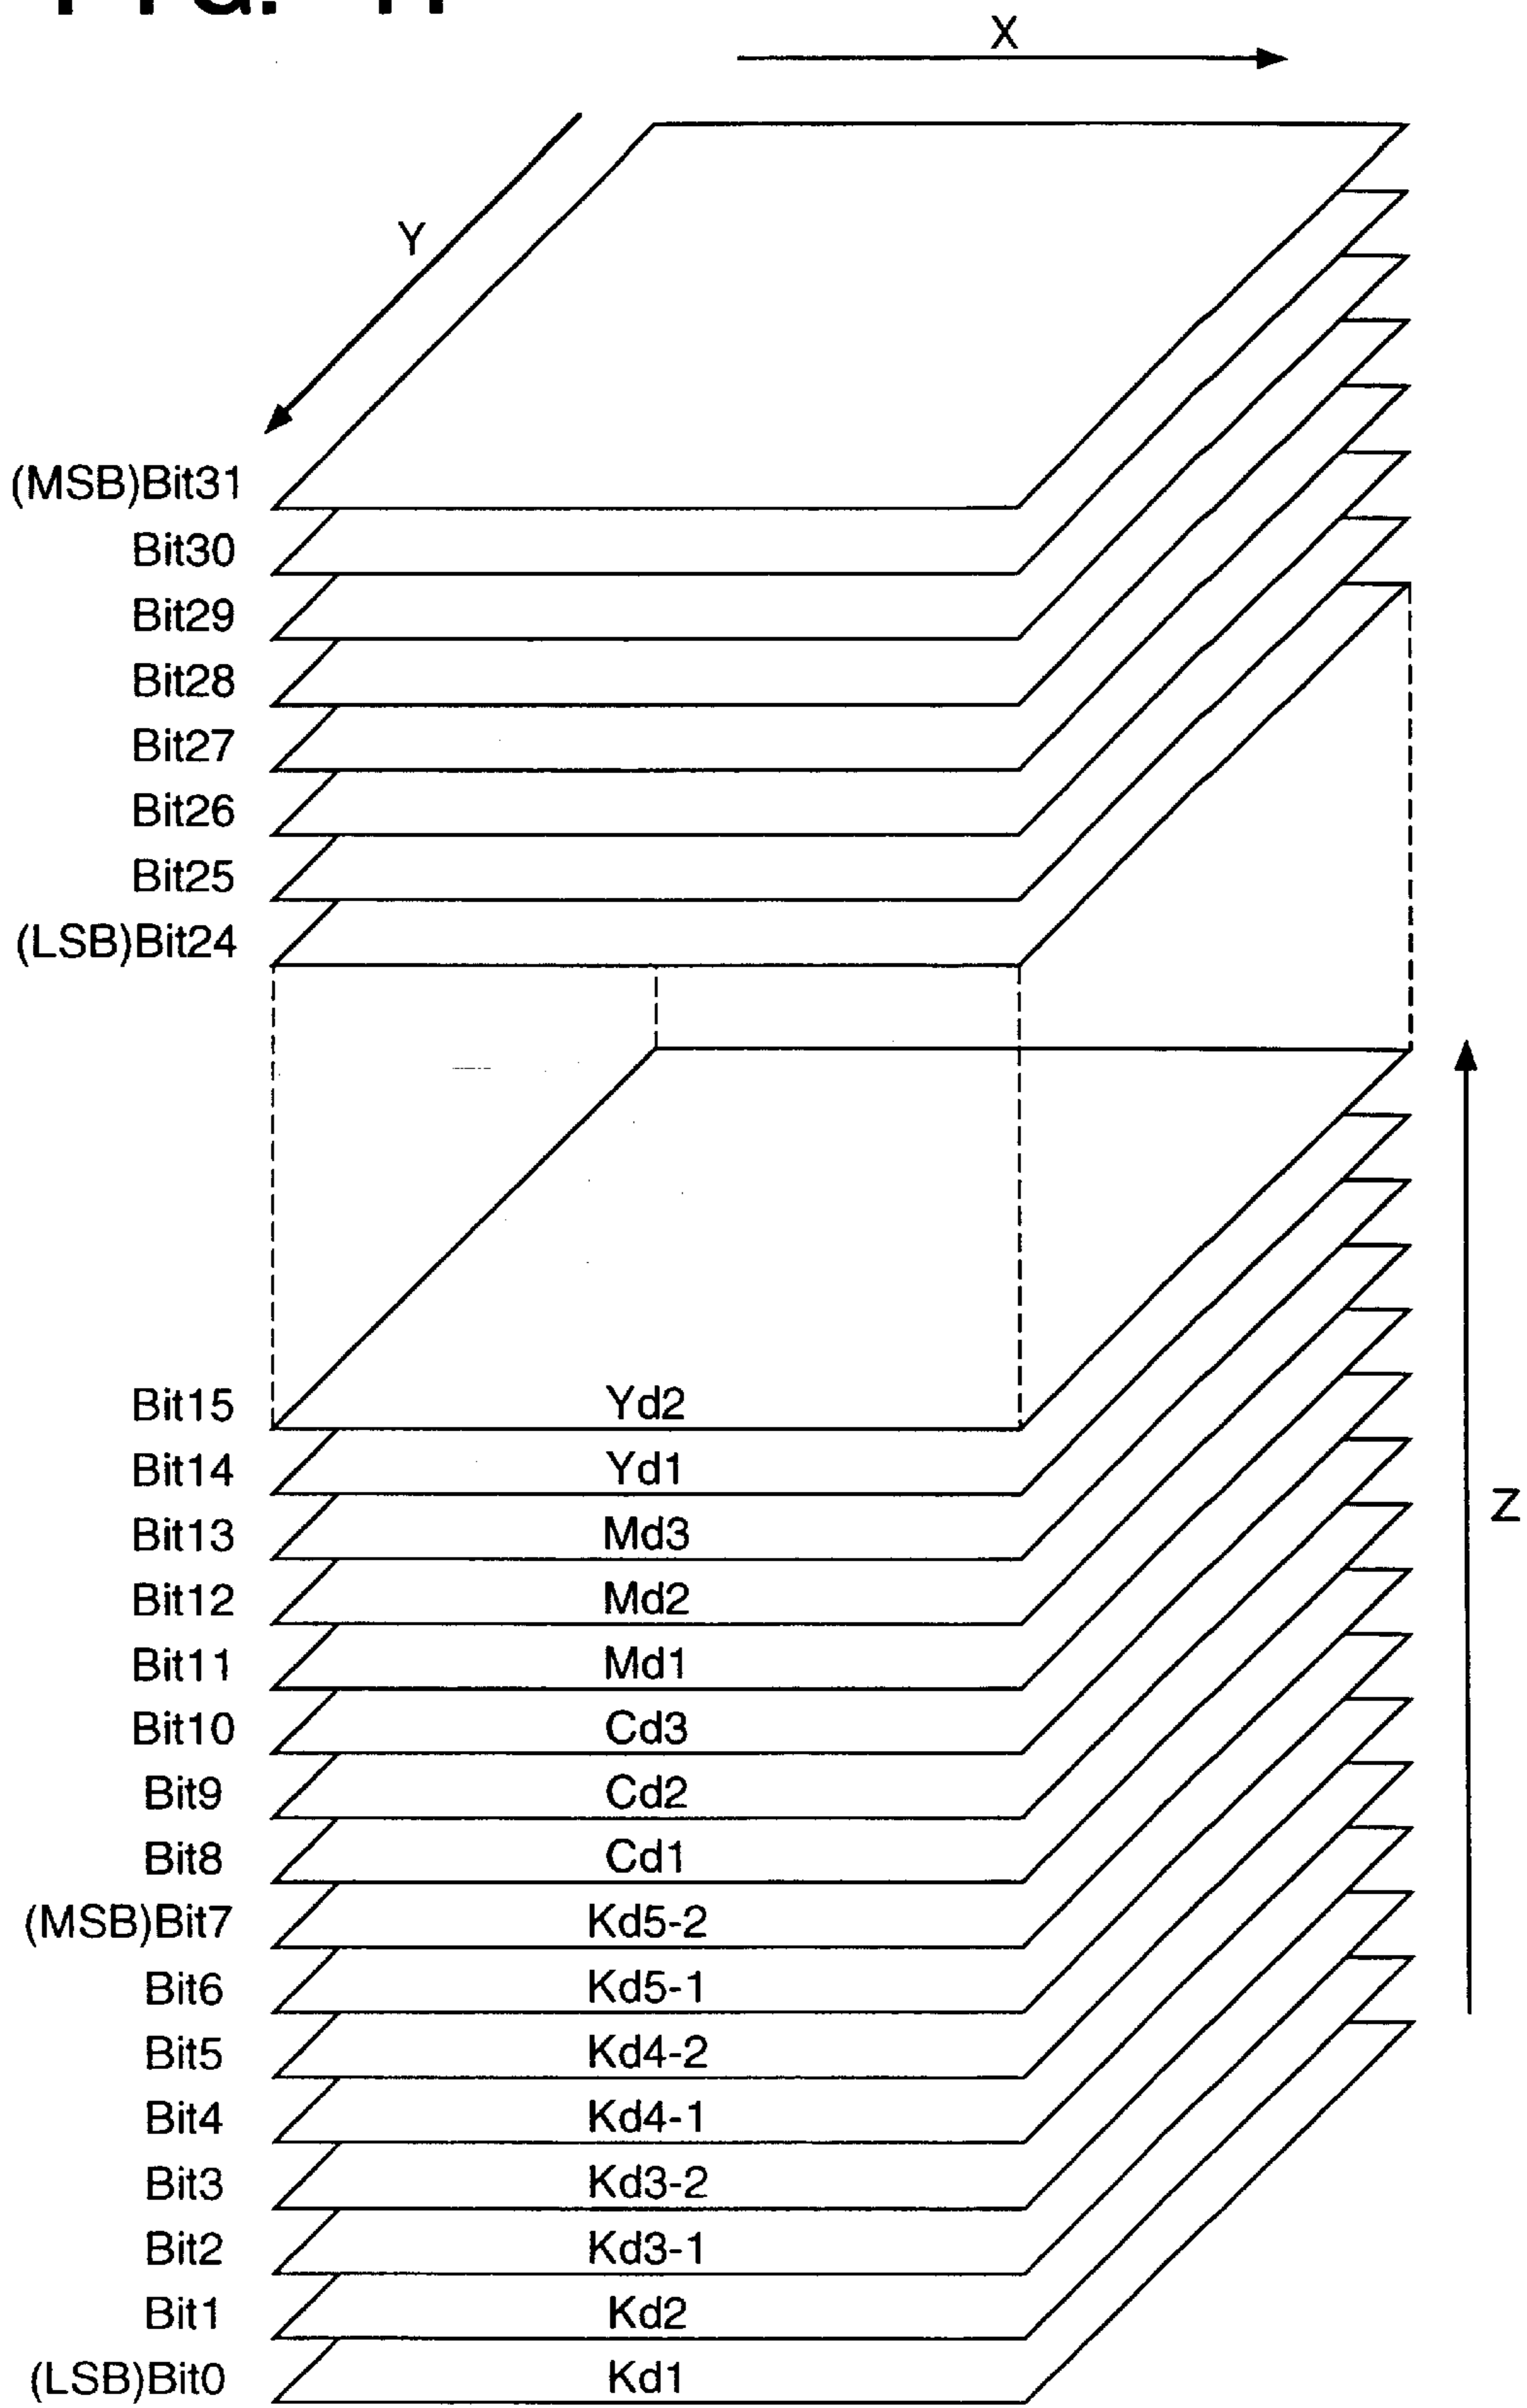 X
Y
(MSB)Bit31
Bit30
Bit29
Bit28
Bit27
Bit26
Bit25
(LSB)Bit24
Bit15 Yd2
Bit14 Yd1
Z
Bit13 Md3
Bit12 Md2
Bit11 Md1
Bit10 Cd3
Bit9 Cd2
Bit8 Cd1
(MSB)Bit7 Kd5-2
Bit6 Kd5-1
Bit5 Kd4-2
Bit4 Kd4-1
Bit3 Kd3-2
Bit2 Kd3-1
Bit1 Kd2
(LSB)Bit0 Kd1